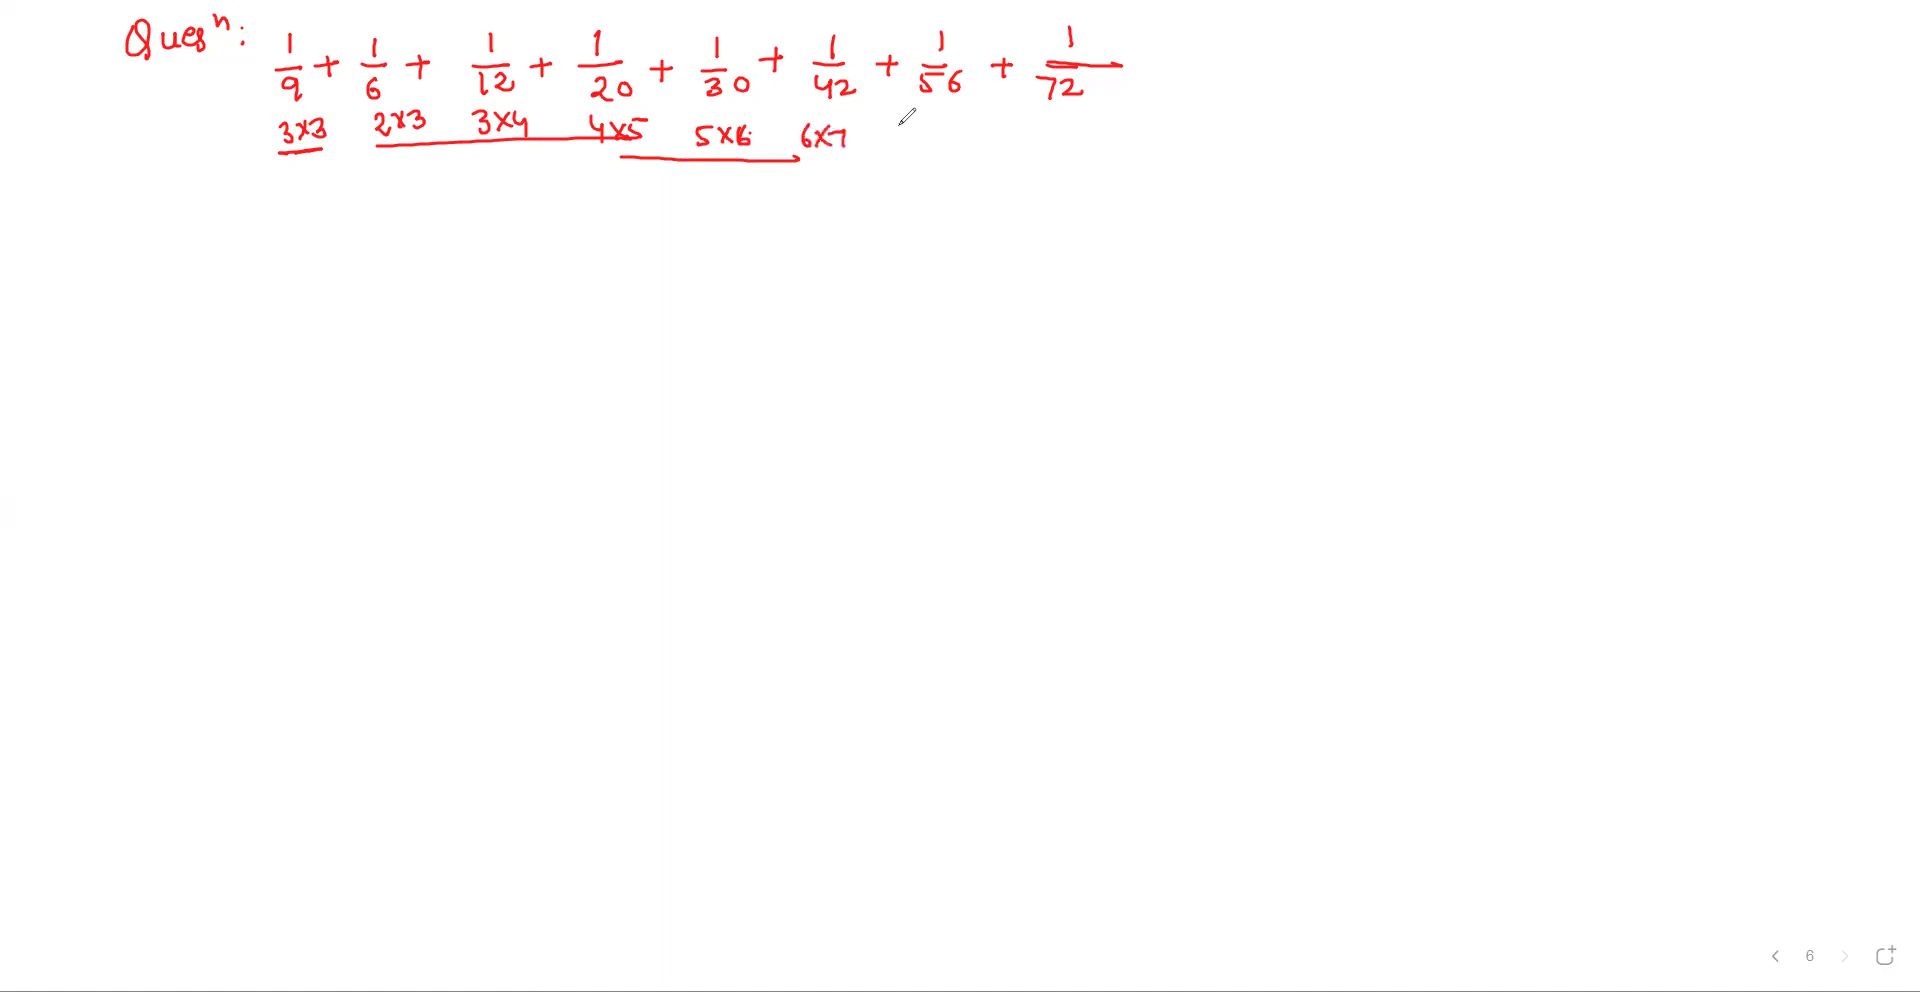 Quesⁿ: 1/9 + 1/6 + 1/12 + 1/20 + 1/30 + 1/42 + 1/56 + 1/72
3×3 2×3 3×4 4×5 5×6 6×7
6